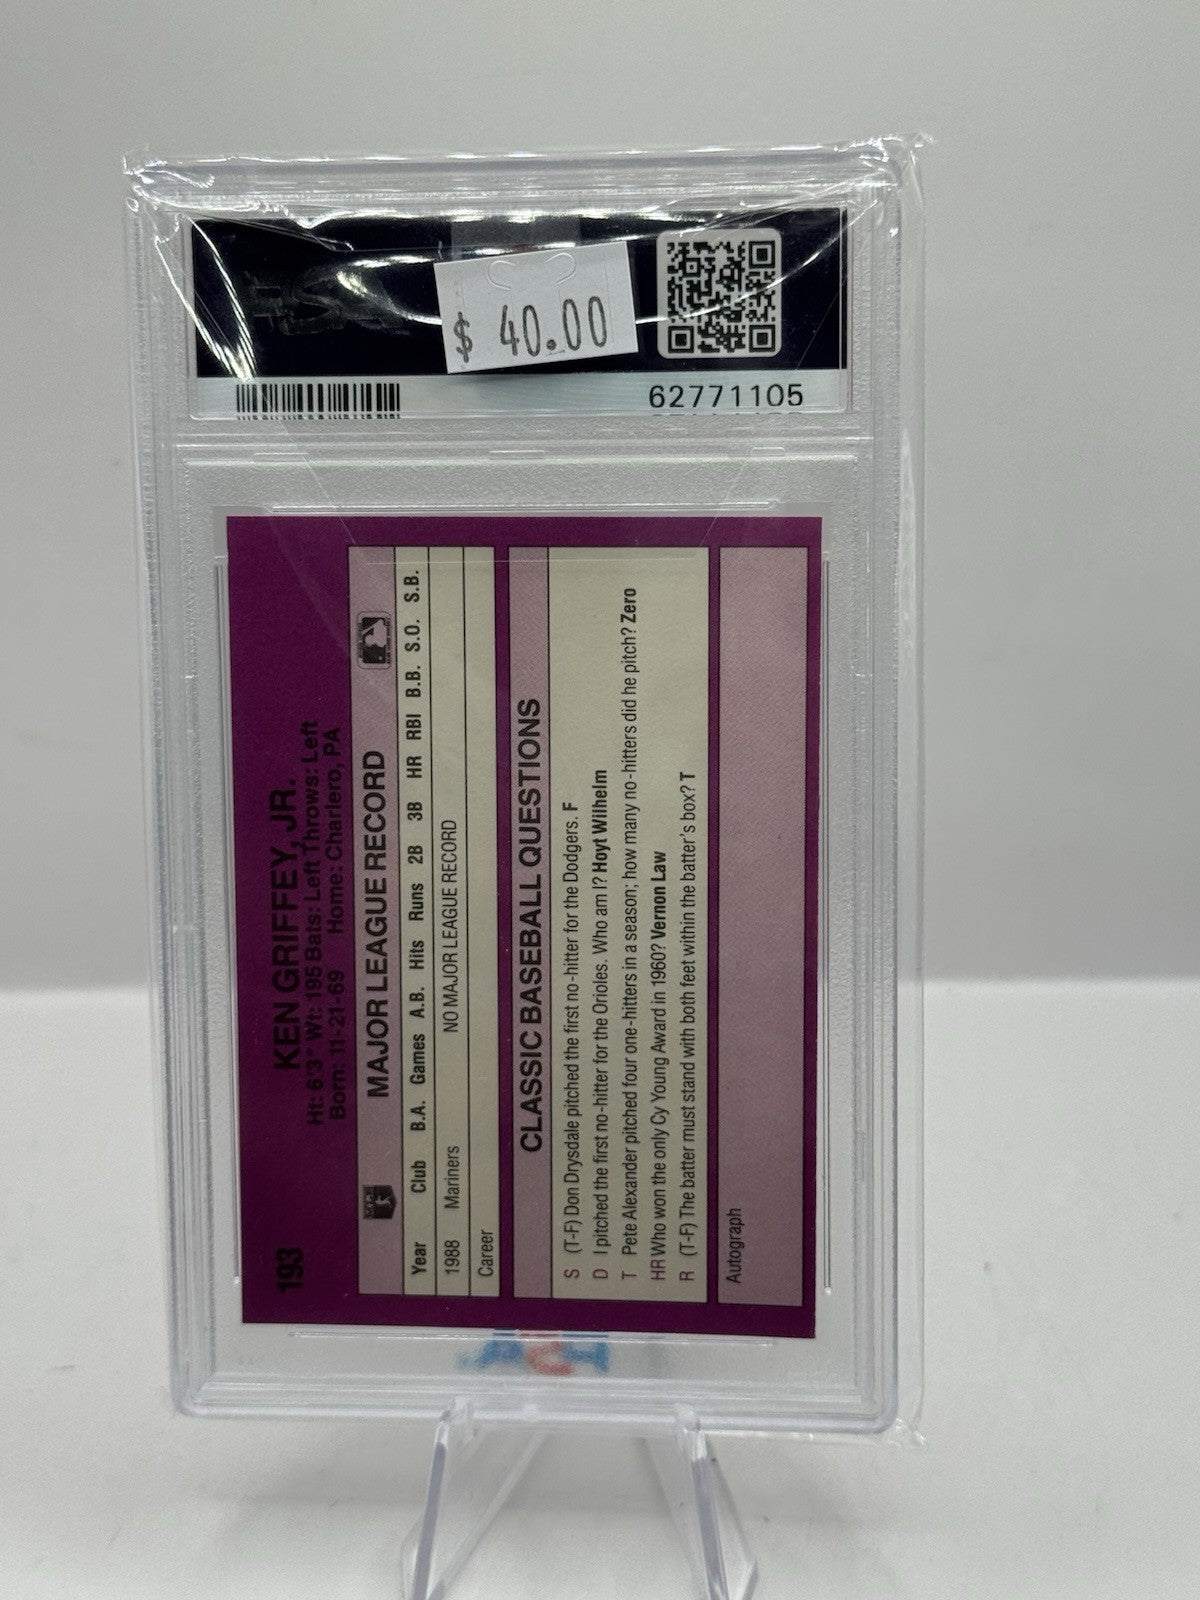 $ 40.00
62771105
193
KEN GRIFFEY, JR.
Ht: 6'3" Wt: 195 Bats: Left Throws: Left
Born: 11-21-69 Home: Charlero, PA
MAJOR LEAGUE RECORD
Year Club B.A. Games A.B. Hits Runs 2B 3B HR RBI B.B. S.O. S.B.
1988 Mariners NO MAJOR LEAGUE RECORD
Career
CLASSIC BASEBALL QUESTIONS
S (T-F) Don Drysdale pitched the first no-hitter for the Dodgers. F
D I pitched the first no-hitter for the Orioles. Who am I? Hoyt Wilhelm
T Pete Alexander pitched four one-hitters in a season; how many no-hitters did he pitch? Zero
HR Who won the only Cy Young Award in 1960? Vernon Law
R (T-F) The batter must stand with both feet within the batter's box? T
Autograph